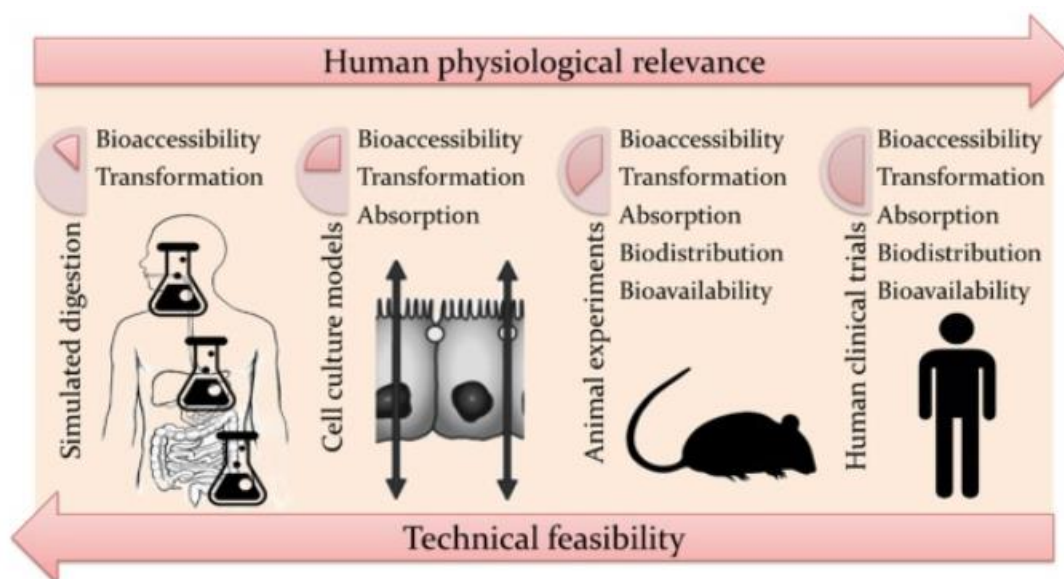 Human physiological relevance
Simulated digestion
Bioaccessibility
Transformation
Cell culture models
Bioaccessibility
Transformation
Absorption
Animal experiments
Bioaccessibility
Transformation
Absorption
Biodistribution
Bioavailability
Human clinical trials
Bioaccessibility
Transformation
Absorption
Biodistribution
Bioavailability
Technical feasibility